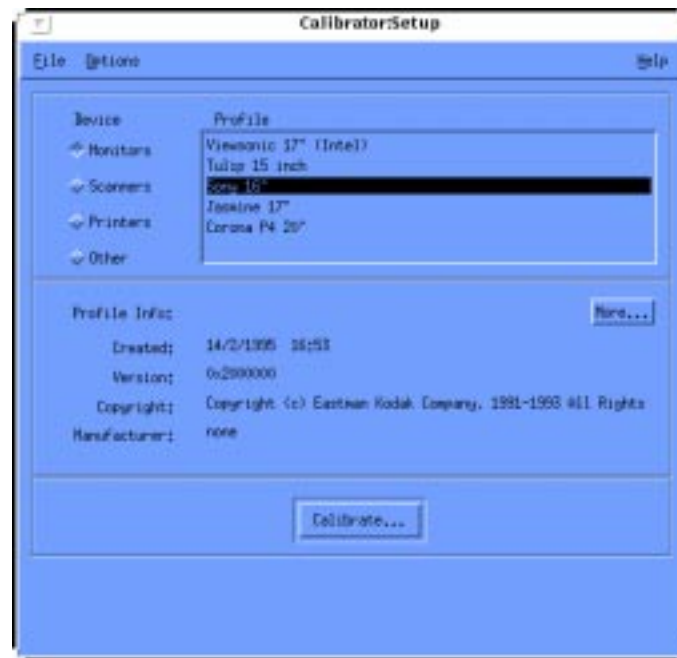 Calibrator:Setup
File Options Help
Device Profile
Monitors
Scanners
Printers
Other
Viewsonic 17" (Intel)
Tulip 15 inch
Sony 16"
Jasmine 17"
Corona P4 20"
Profile Info:
More...
Created: 14/2/1995 16:53
Version: 0x2000000
Copyright: Copyright (c) Eastman Kodak Company, 1991-1993 All Rights
Manufacturer: none
Calibrate...